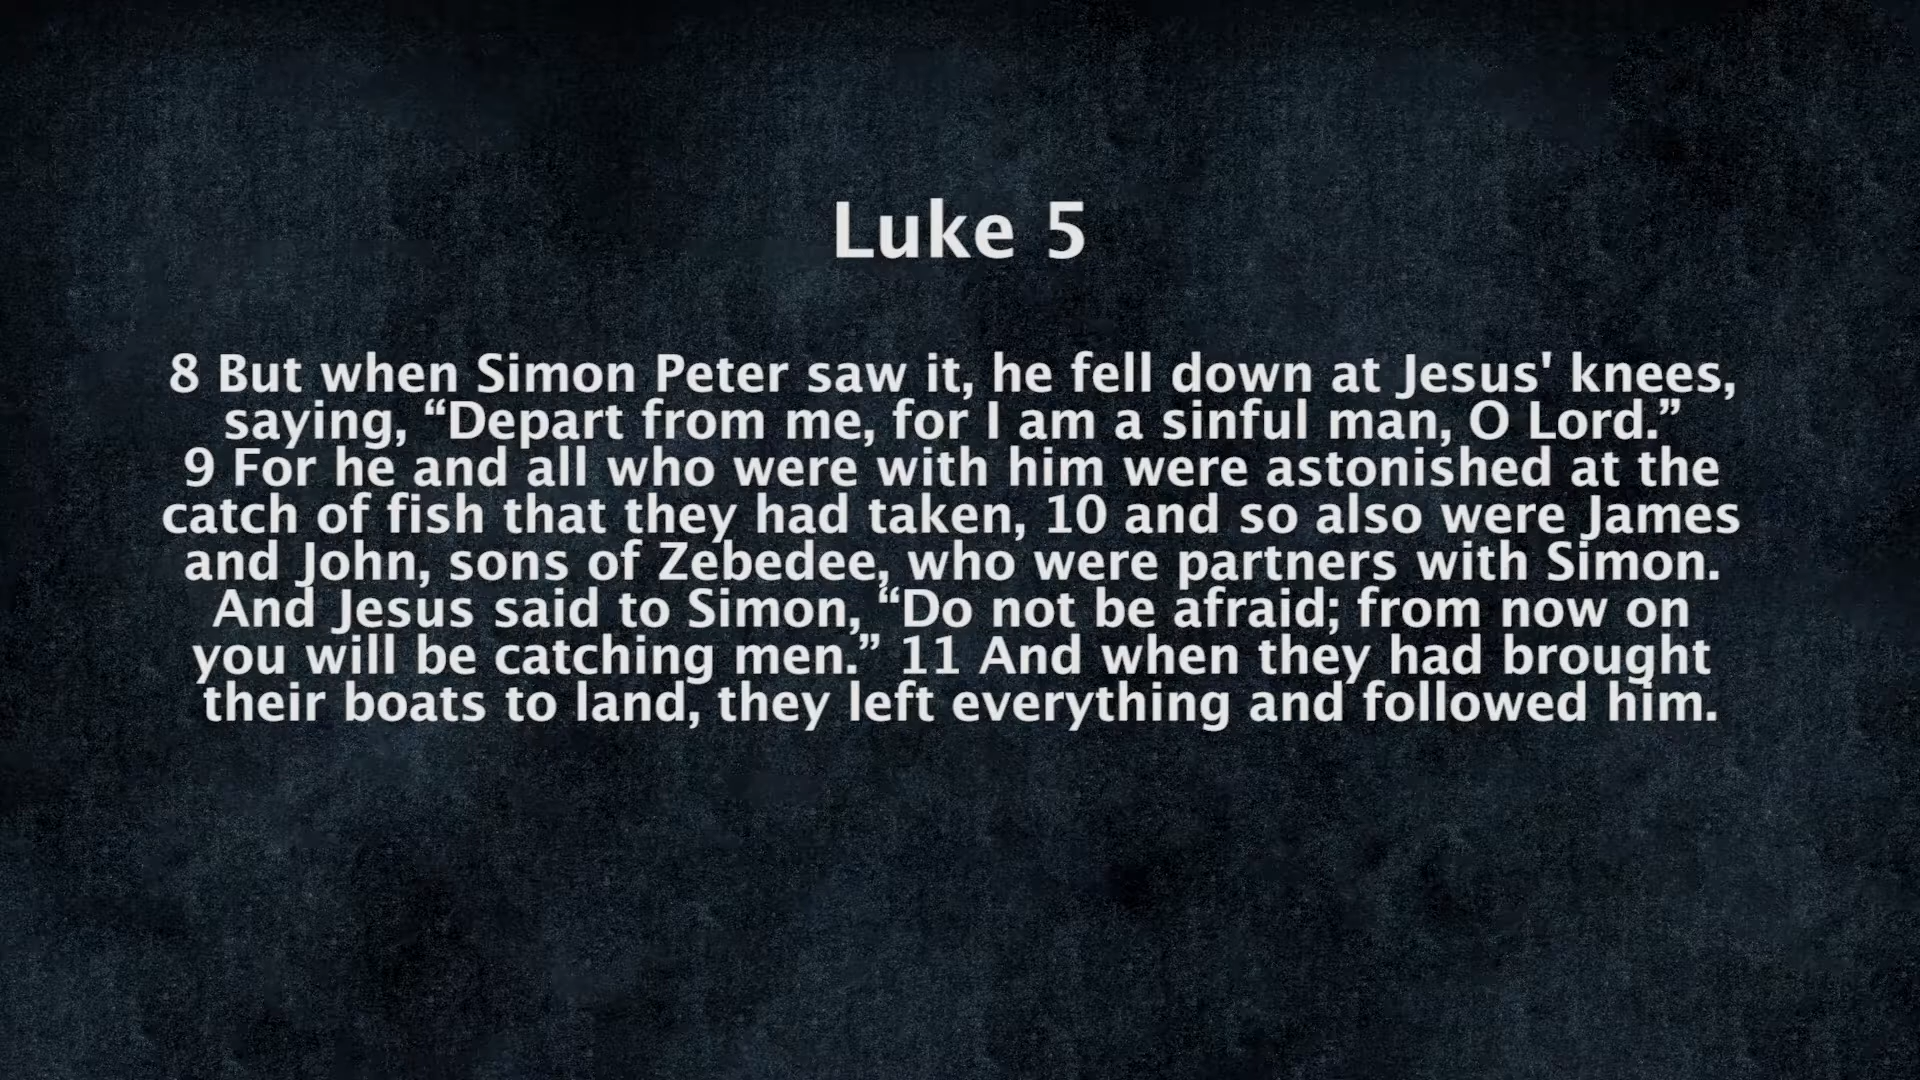 Luke 5
8 But when Simon Peter saw it, he fell down at Jesus' knees,
saying, “Depart from me, for I am a sinful man, O Lord.”
9 For he and all who were with him were astonished at the
catch of fish that they had taken, 10 and so also were James
and John, sons of Zebedee, who were partners with Simon.
And Jesus said to Simon, “Do not be afraid; from now on
you will be catching men.” 11 And when they had brought
their boats to land, they left everything and followed him.